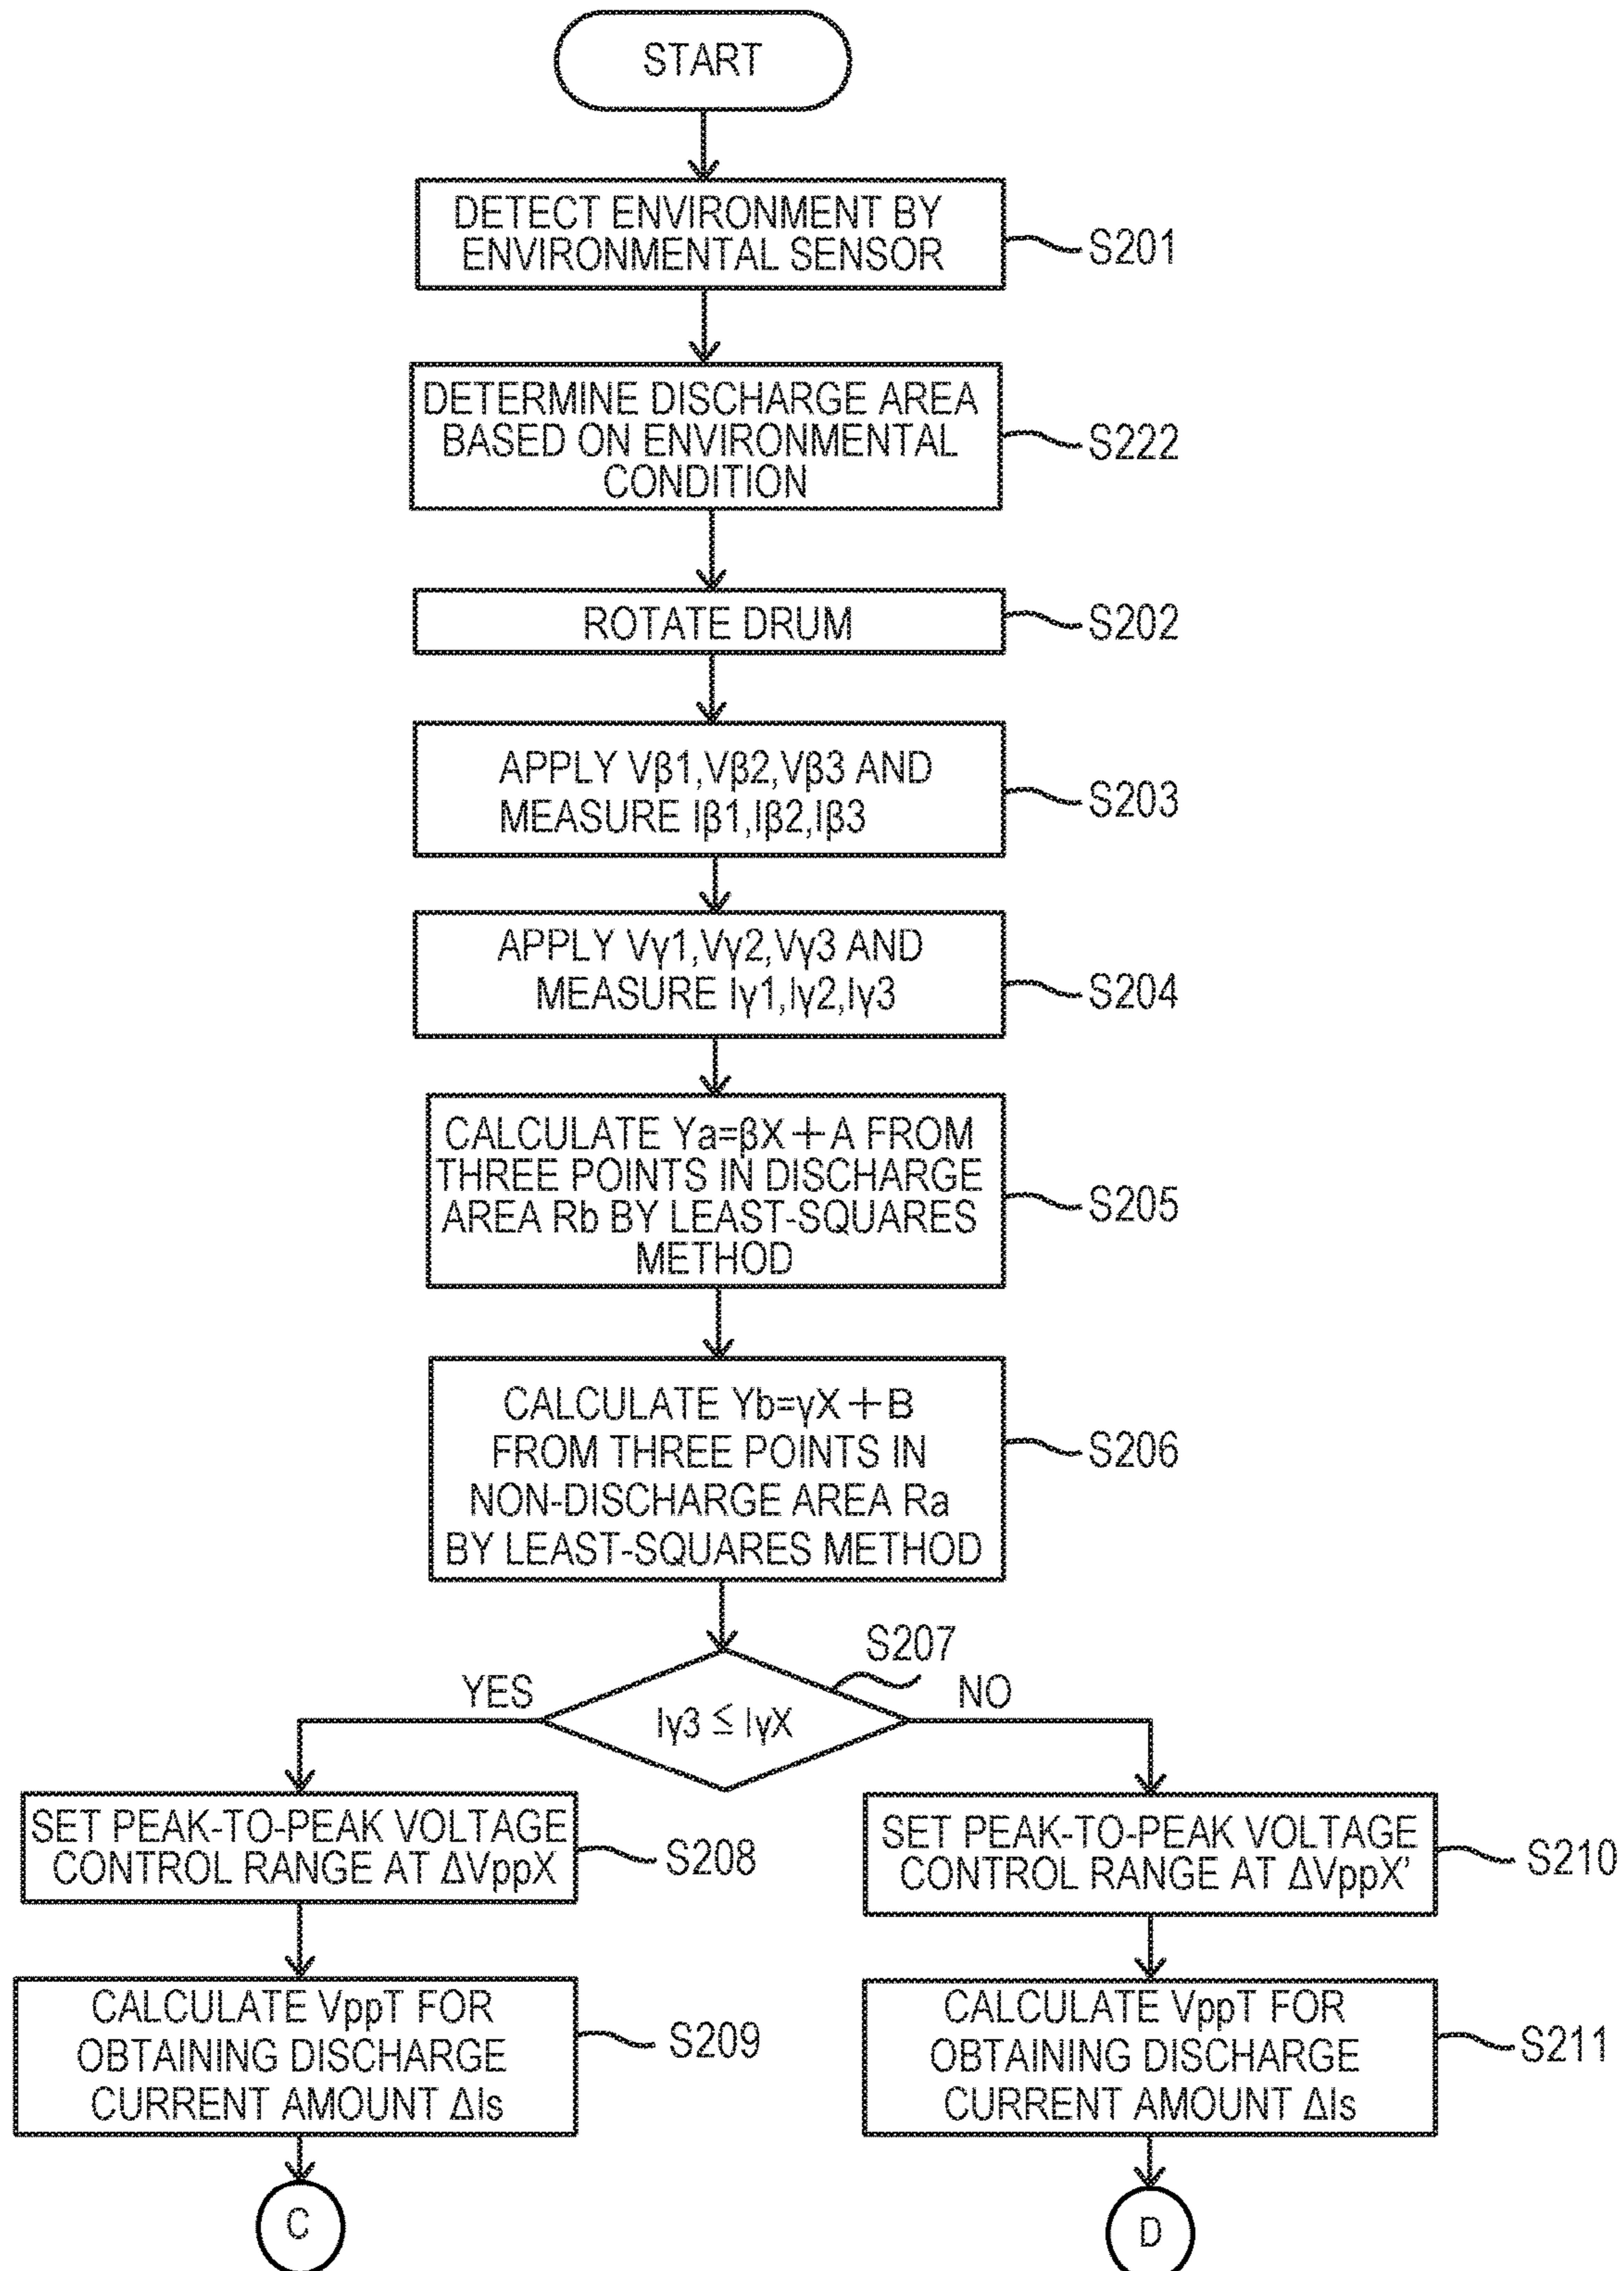 START
DETECT ENVIRONMENT BY
ENVIRONMENTAL SENSOR
S201
DETERMINE DISCHARGE AREA
BASED ON ENVIRONMENTAL
CONDITION
S222
ROTATE DRUM
S202
APPLY Vβ1,Vβ2,Vβ3 AND
MEASURE Iβ1,Iβ2,Iβ3
S203
APPLY Vγ1,Vγ2,Vγ3 AND
MEASURE Iγ1,Iγ2,Iγ3
S204
CALCULATE Ya=βX+A FROM
THREE POINTS IN DISCHARGE
AREA Rb BY LEAST-SQUARES
METHOD
S205
CALCULATE Yb=γX+B
FROM THREE POINTS IN
NON-DISCHARGE AREA Ra
BY LEAST-SQUARES METHOD
S206
S207
YES
Iγ3 ≦ IγX
NO
SET PEAK-TO-PEAK VOLTAGE
CONTROL RANGE AT ΔVppX
S208
SET PEAK-TO-PEAK VOLTAGE
CONTROL RANGE AT ΔVppX’
S210
CALCULATE VppT FOR
OBTAINING DISCHARGE
CURRENT AMOUNT ΔIs
S209
CALCULATE VppT FOR
OBTAINING DISCHARGE
CURRENT AMOUNT ΔIs
S211
C
D